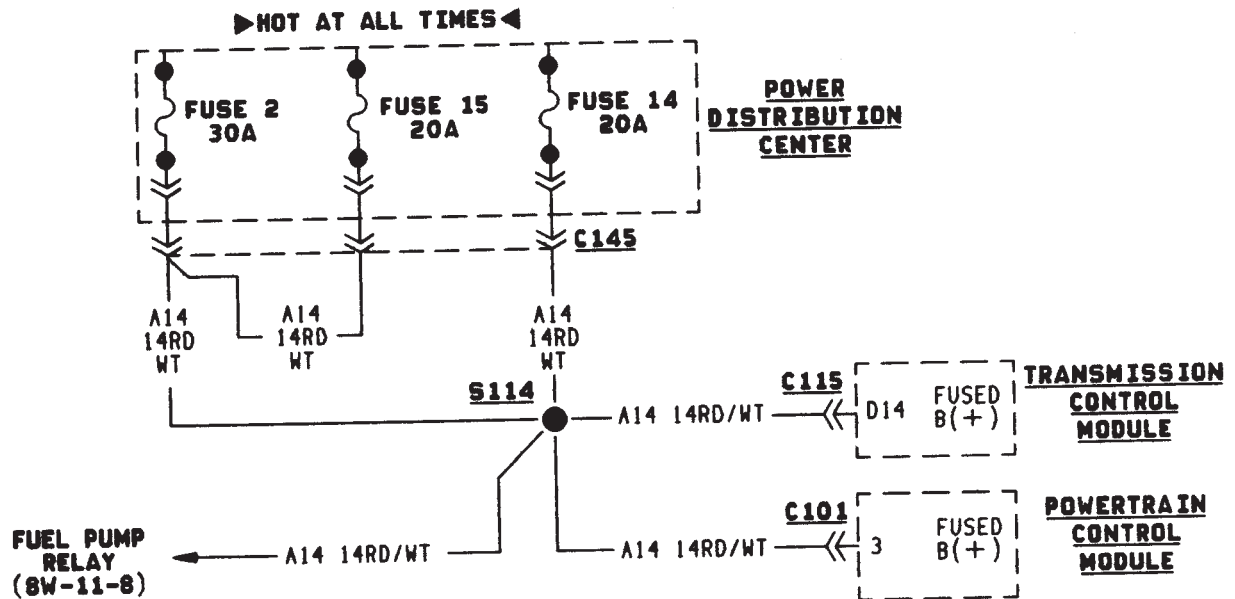 HOT AT ALL TIMES
FUSE 2
30A
FUSE 15
20A
FUSE 14
20A
POWER
DISTRIBUTION
CENTER
C145
A14
14RD
WT
A14
14RD
WT
A14
14RD
WT
S114
A14 14RD/WT
C115
D14
FUSED
B(+)
TRANSMISSION
CONTROL
MODULE
FUEL PUMP
RELAY
(8W-11-8)
A14 14RD/WT
A14 14RD/WT
C101
3
FUSED
B(+)
POWERTRAIN
CONTROL
MODULE